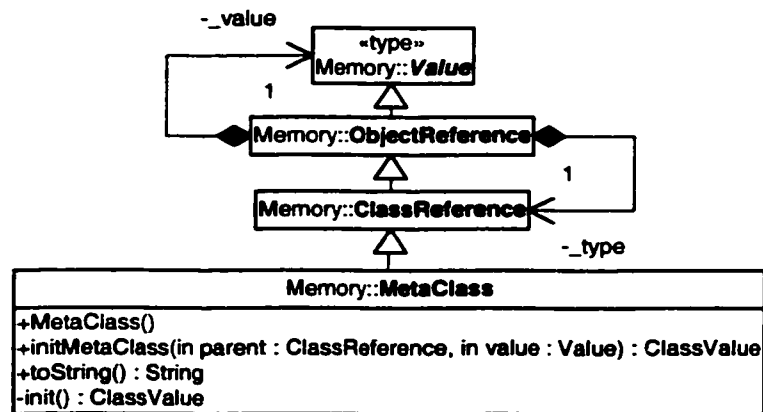 -_value
«type»
Memory::Value
1
Memory::ObjectReference
1
Memory::ClassReference
-_type
Memory::MetaClass
+MetaClass()
+initMetaClass(in parent : ClassReference, in value : Value) : ClassValue
+toString() : String
-init() : ClassValue